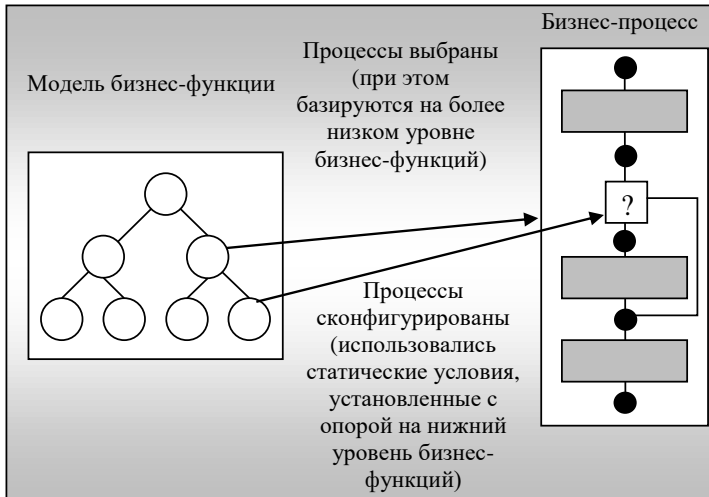 Бизнес-процесс
Процессы выбраны
(при этом
базируются на более
низком уровне
бизнес-функций)
Модель бизнес-функции
?
Процессы
сконфигурированы
(использовались
статические условия,
установленные с
опорой на нижний
уровень бизнес-
функций)